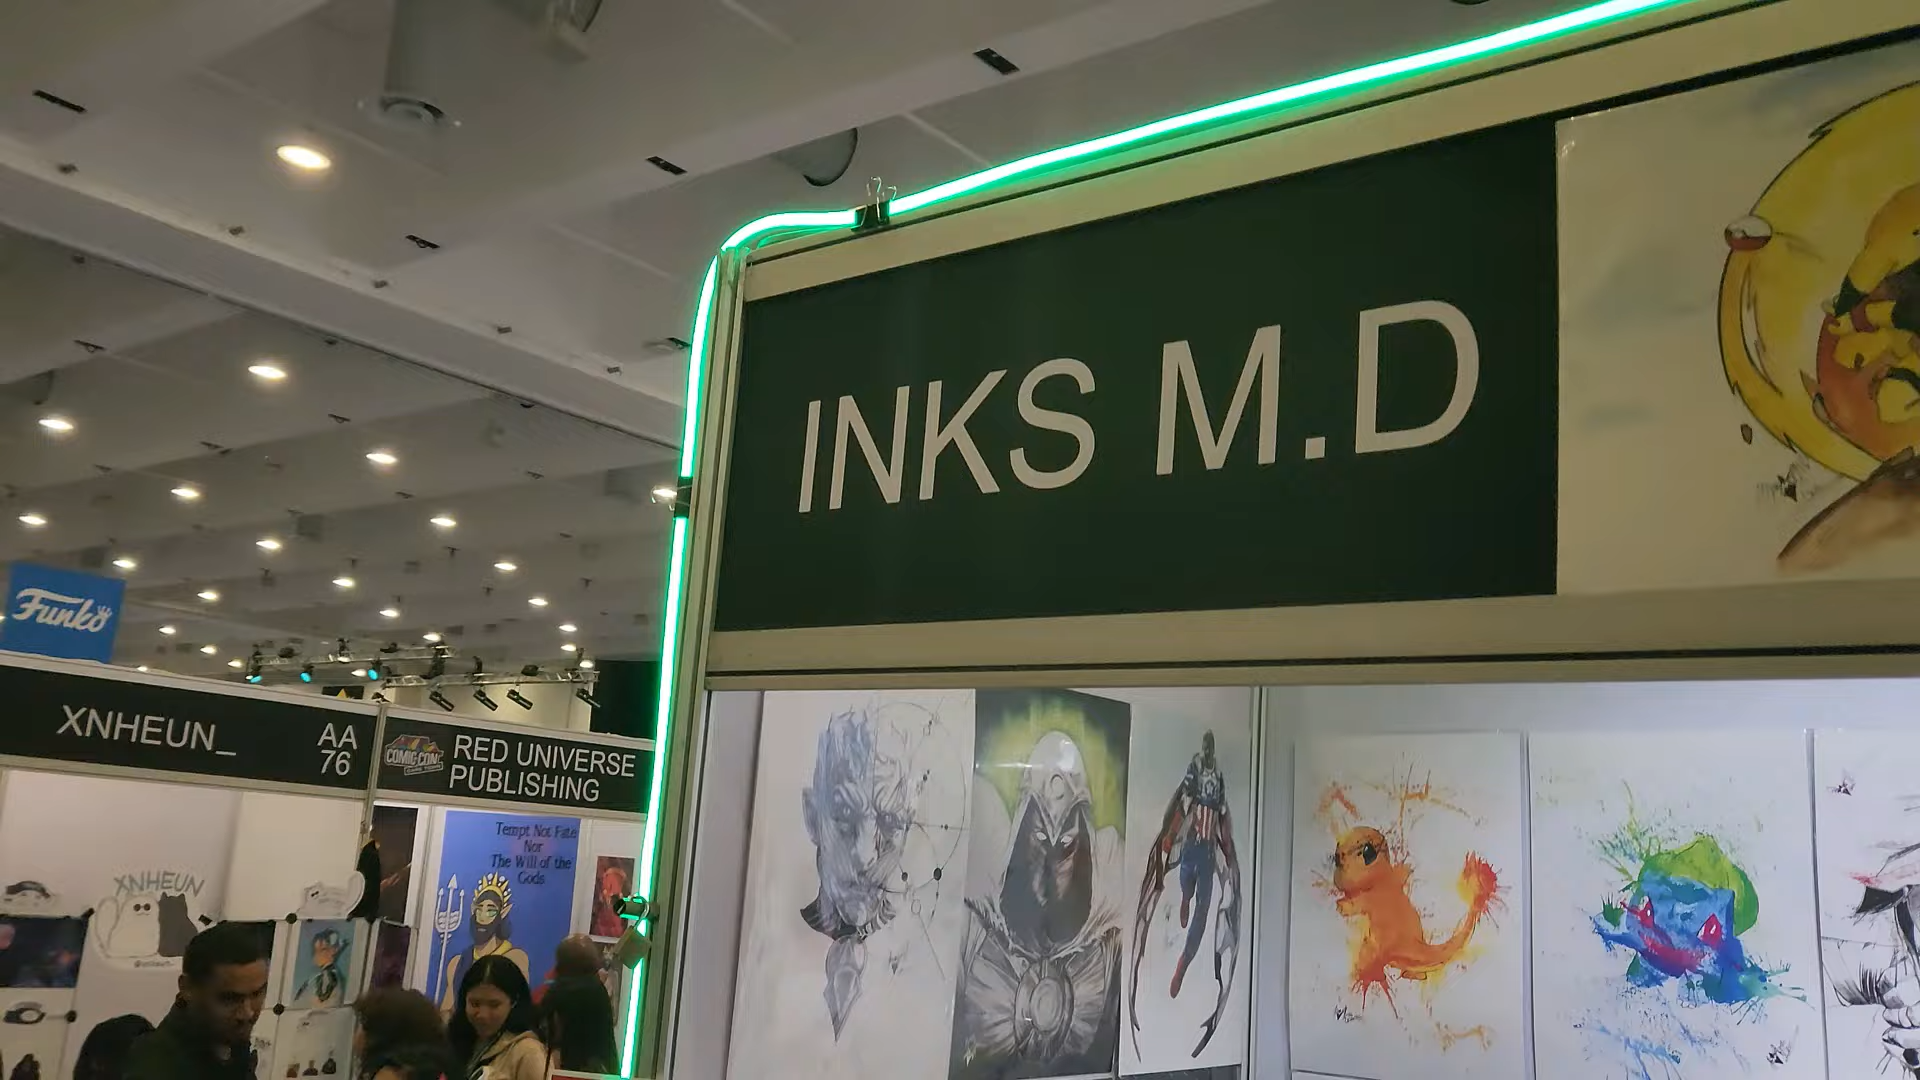 INKS M.D
Funko
XNHEUN_
AA
76
COMIC CON
RED UNIVERSE
PUBLISHING
Tempt Not Fate
Nor
The Will of the
Gods
XNHEUN